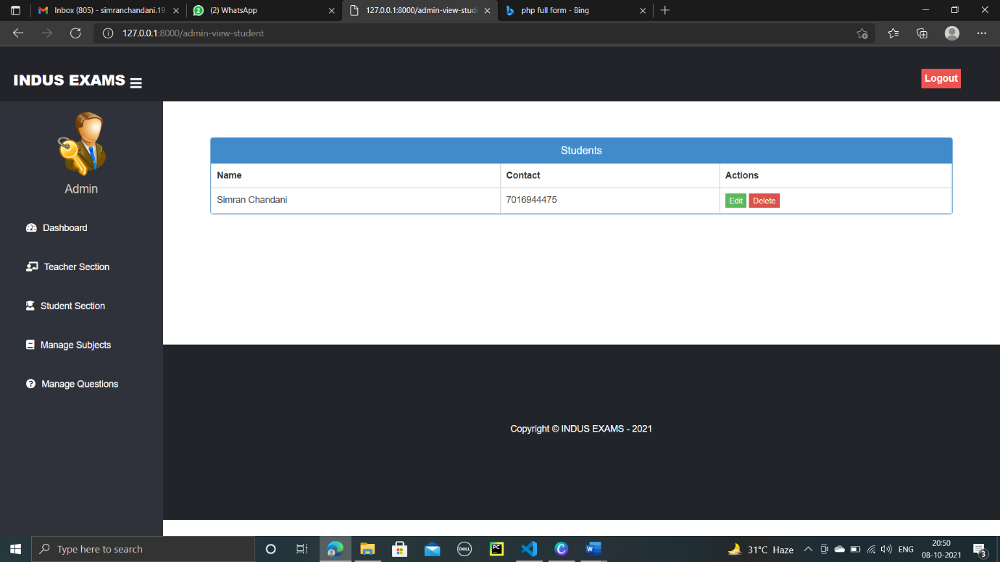 Inbox (805) - simranchandani.19
(2) WhatsApp
127.0.0.1:8000/admin-view-stude
php full form - Bing
127.0.0.1:8000/admin-view-student
INDUS EXAMS
Logout
Admin
Dashboard
Teacher Section
Student Section
Manage Subjects
Manage Questions
Students
Name Contact Actions
Simran Chandani 7016944475 Edit Delete
Copyright © INDUS EXAMS - 2021
Type here to search
DELL
PC
31°C Haze
ENG
20:50
08-10-2021
3